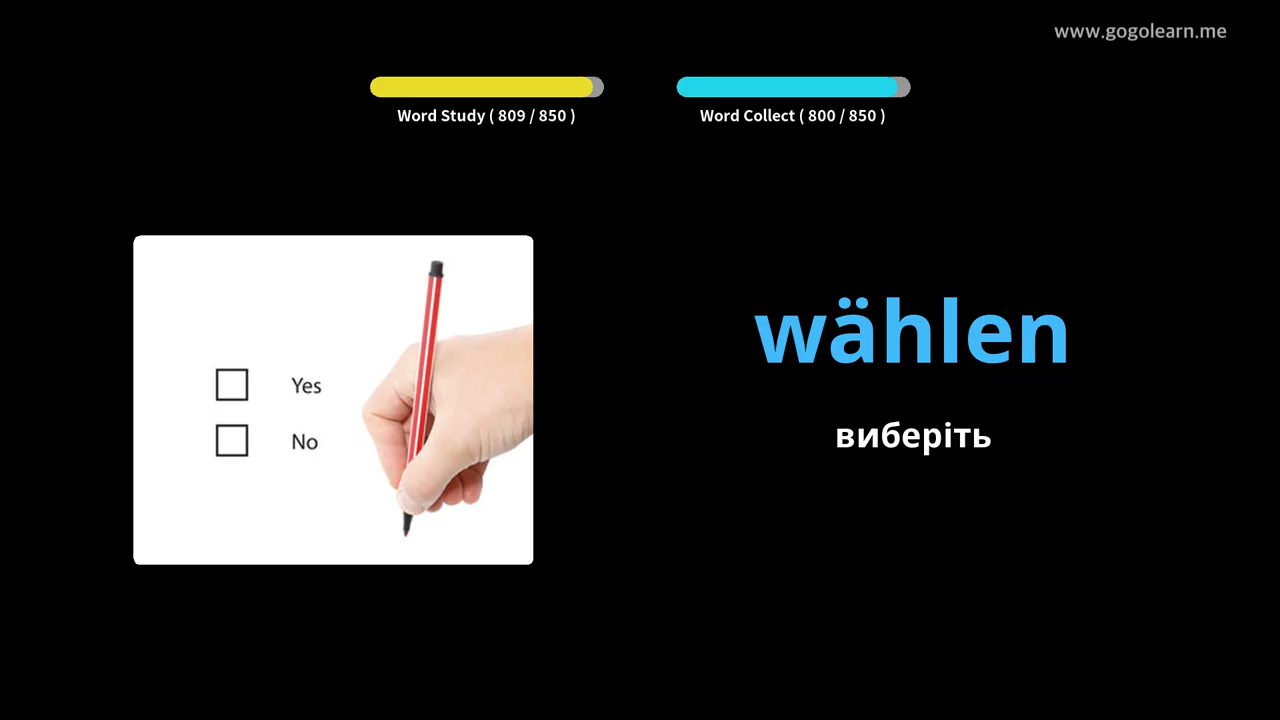 www.gogolearn.me
Word Study ( 809 / 850 )
Word Collect ( 800 / 850 )
Yes
No
wählen
виберіть